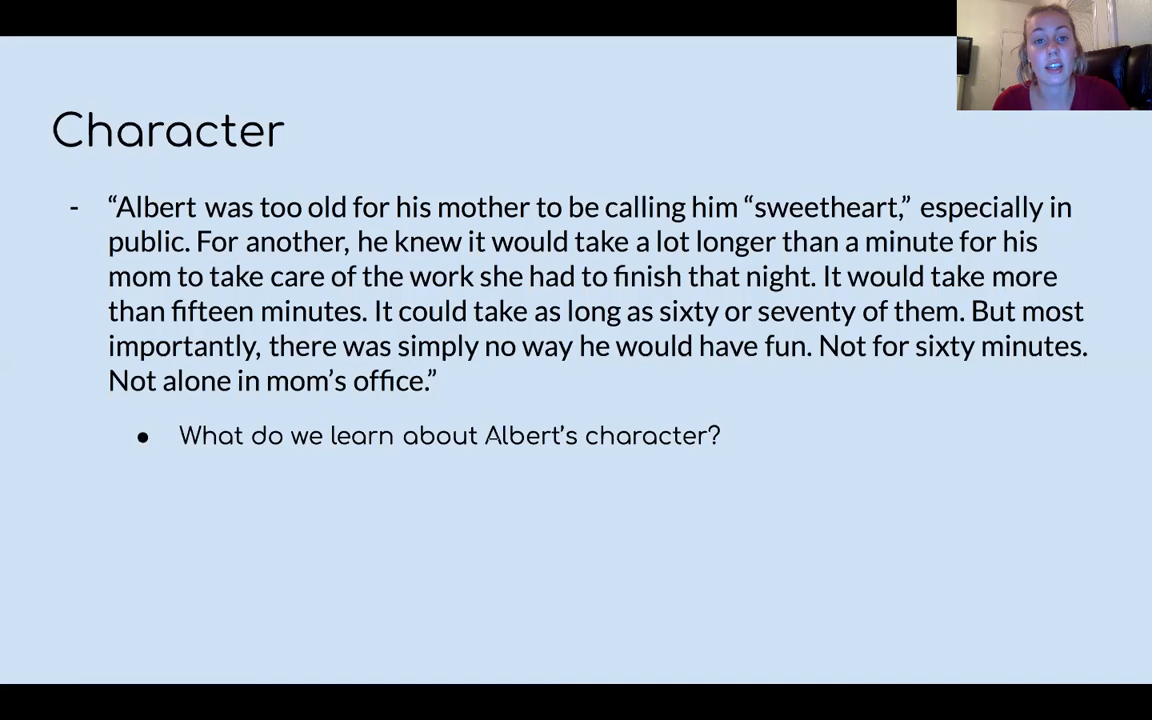 Character
- “Albert was too old for his mother to be calling him “sweetheart,” especially in
public. For another, he knew it would take a lot longer than a minute for his
mom to take care of the work she had to finish that night. It would take more
than fifteen minutes. It could take as long as sixty or seventy of them. But most
importantly, there was simply no way he would have fun. Not for sixty minutes.
Not alone in mom’s office.”
● What do we learn about Albert’s character?